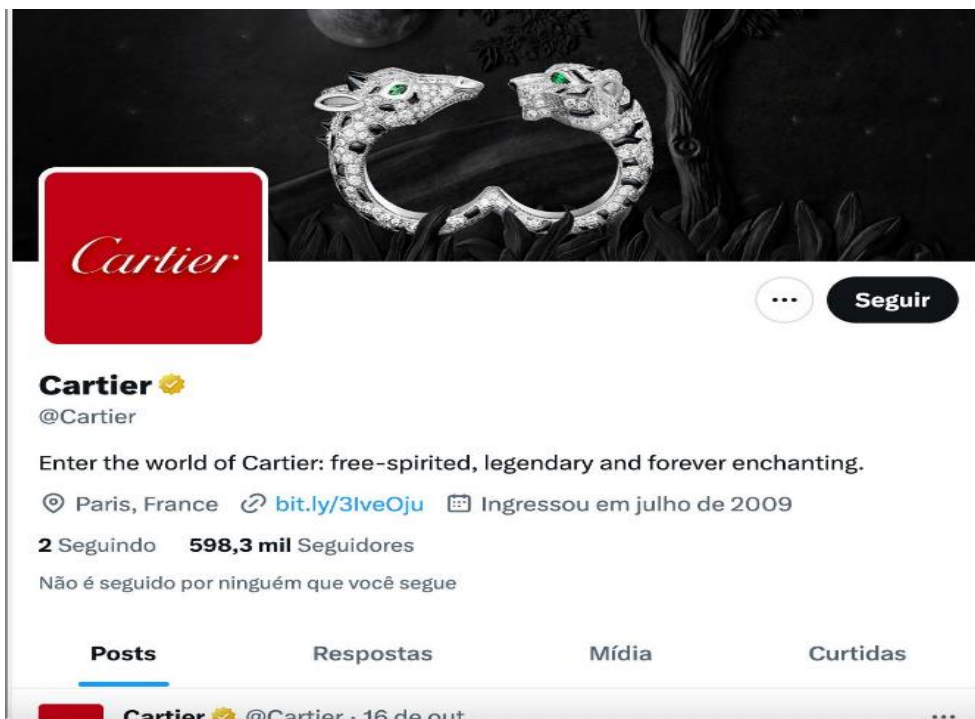 Cartier
Seguir
Cartier
@Cartier
Enter the world of Cartier: free-spirited, legendary and forever enchanting.
Paris, France bit.ly/3IveOju Ingressou em julho de 2009
2 Seguindo 598,3 mil Seguidores
Não é seguido por ninguém que você segue
Posts Respostas Mídia Curtidas
Cartier @Cartier · 16 de out